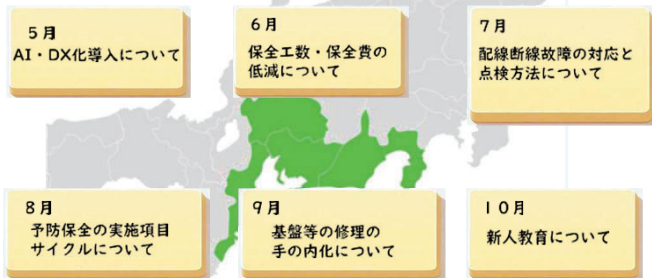 5月
AI・DX化導入について
6月
保全工数・保全費の
低減について
7月
配線断線故障の対応と
点検方法について
8月
予防保全の実施項目
サイクルについて
9月
基盤等の修理の
手の内化について
10月
新人教育について